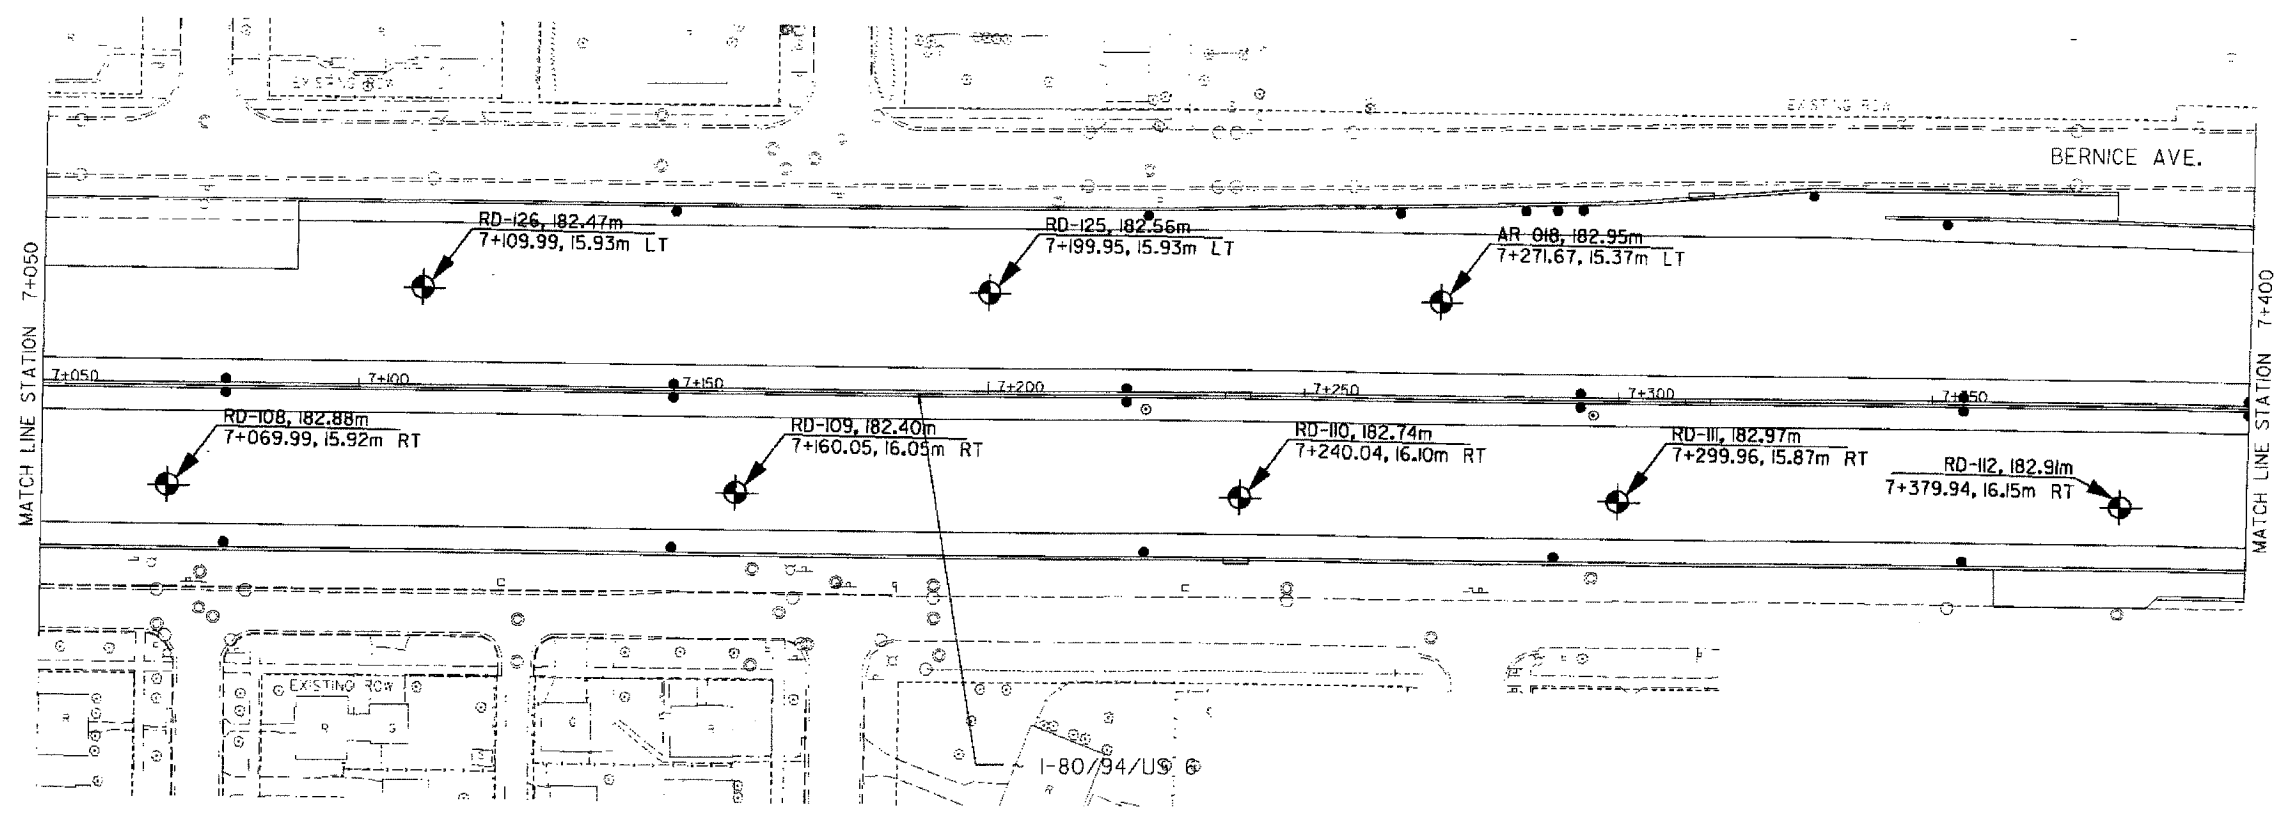 EXISTING ROW
EXISTING ROW
BERNICE AVE.
RD-126, 182.47m
7+109.99, 15.93m LT
RD-125, 182.56m
7+199.95, 15.93m LT
AR-018, 182.95m
7+271.67, 15.37m LT
MATCH LINE STATION 7+050
MATCH LINE STATION 7+400
7+050
7+100
7+150
7+200
7+250
7+300
7+350
RD-108, 182.88m
7+069.99, 15.92m RT
RD-109, 182.40m
7+160.05, 16.05m RT
RD-110, 182.74m
7+240.04, 16.10m RT
RD-111, 182.97m
7+299.96, 15.87m RT
RD-112, 182.91m
7+379.94, 16.15m RT
EXISTING ROW
R
R
G
G
R
I-80/94/US 6
R